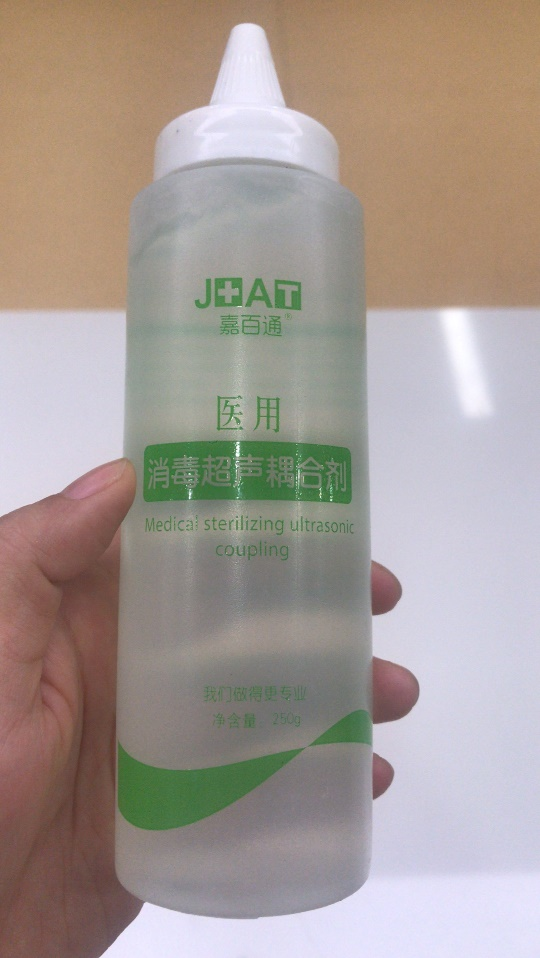 J+AT
嘉百通®
医用
消毒超声耦合剂
Medical sterilizing ultrasonic
coupling
我们做得更专业
净含量 250g